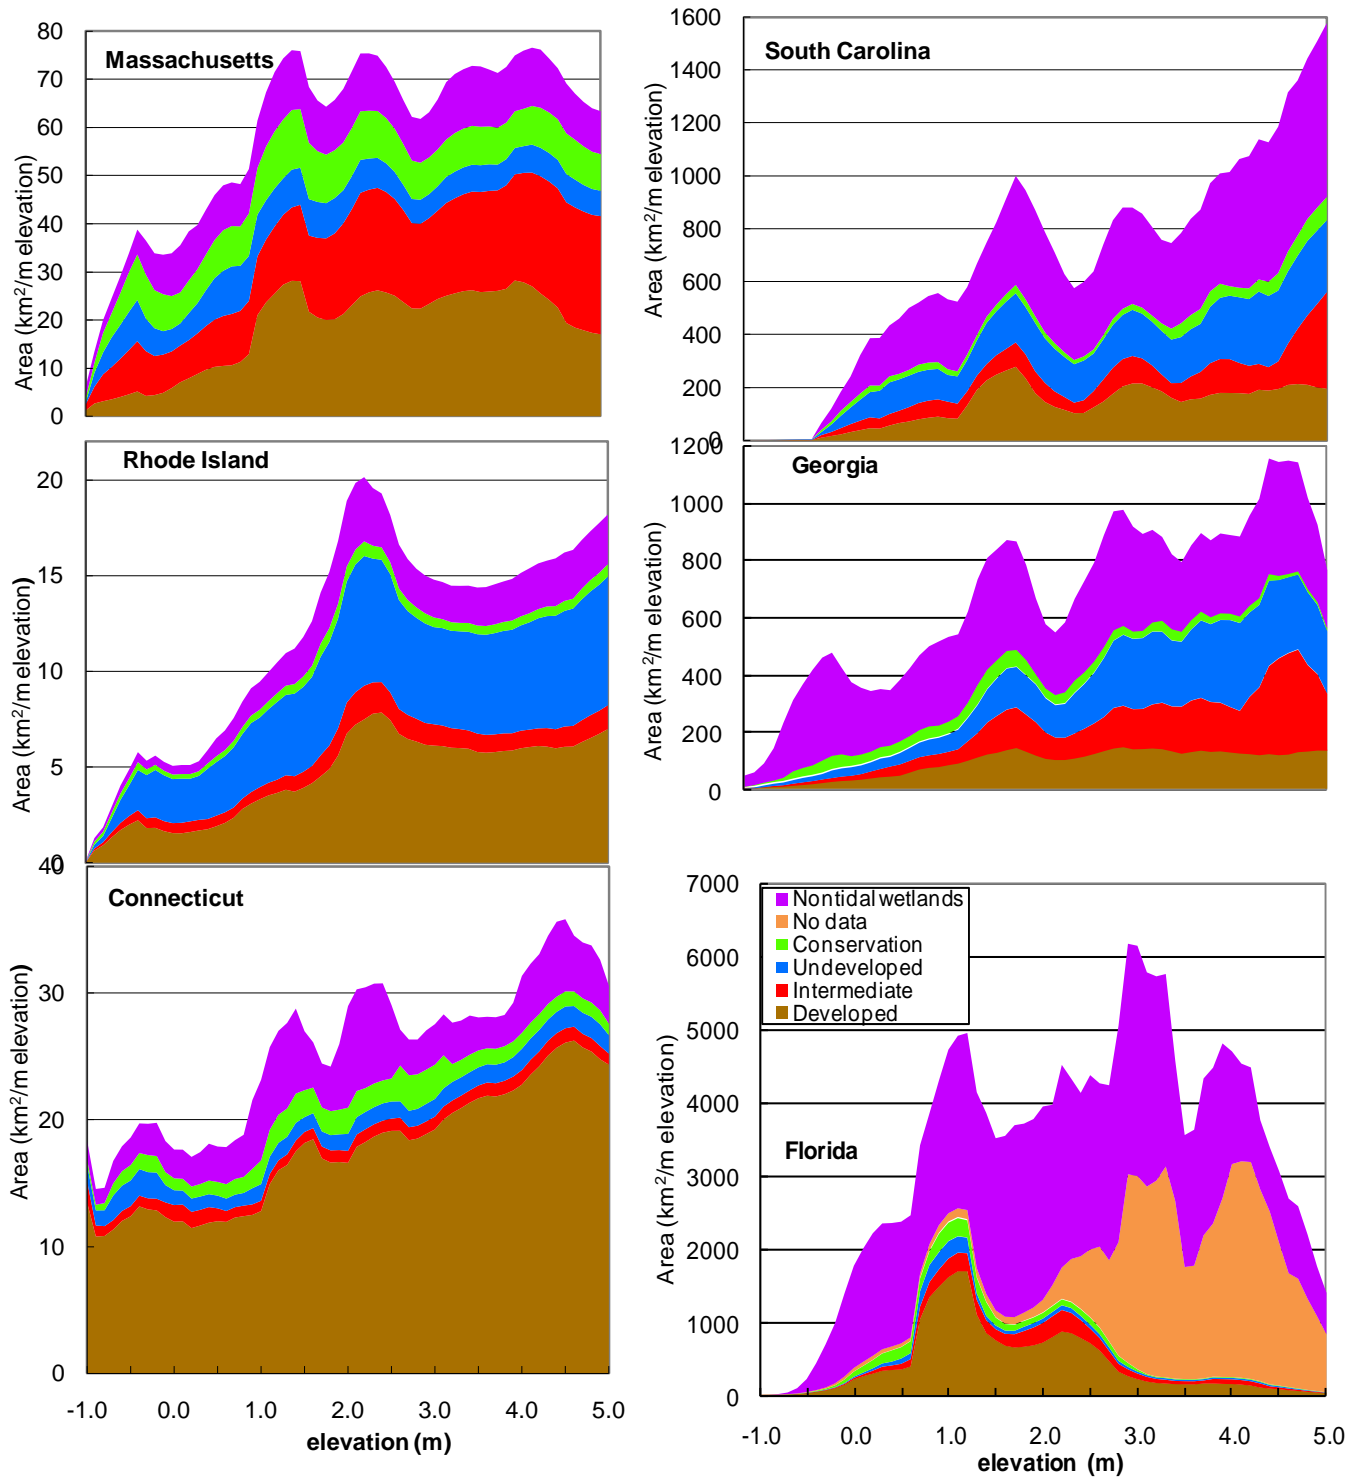 Massachusetts
Area (km²/m elevation)
80
70
60
50
40
30
20
10
0
Rhode Island
Area (km²/m elevation)
20
15
10
5
0
Connecticut
Area (km²/m elevation)
40
30
20
10
0
-1.0 0.0 1.0 2.0 3.0 4.0 5.0
elevation (m)
South Carolina
Area (km²/m elevation)
1600
1400
1200
1000
800
600
400
200
0
Georgia
Area (km²/m elevation)
1200
1000
800
600
400
200
0
Florida
Area (km²/m elevation)
7000
6000
5000
4000
3000
2000
1000
0
Nontidal wetlands
No data
Conservation
Undeveloped
Intermediate
Developed
-1.0 0.0 1.0 2.0 3.0 4.0 5.0
elevation (m)